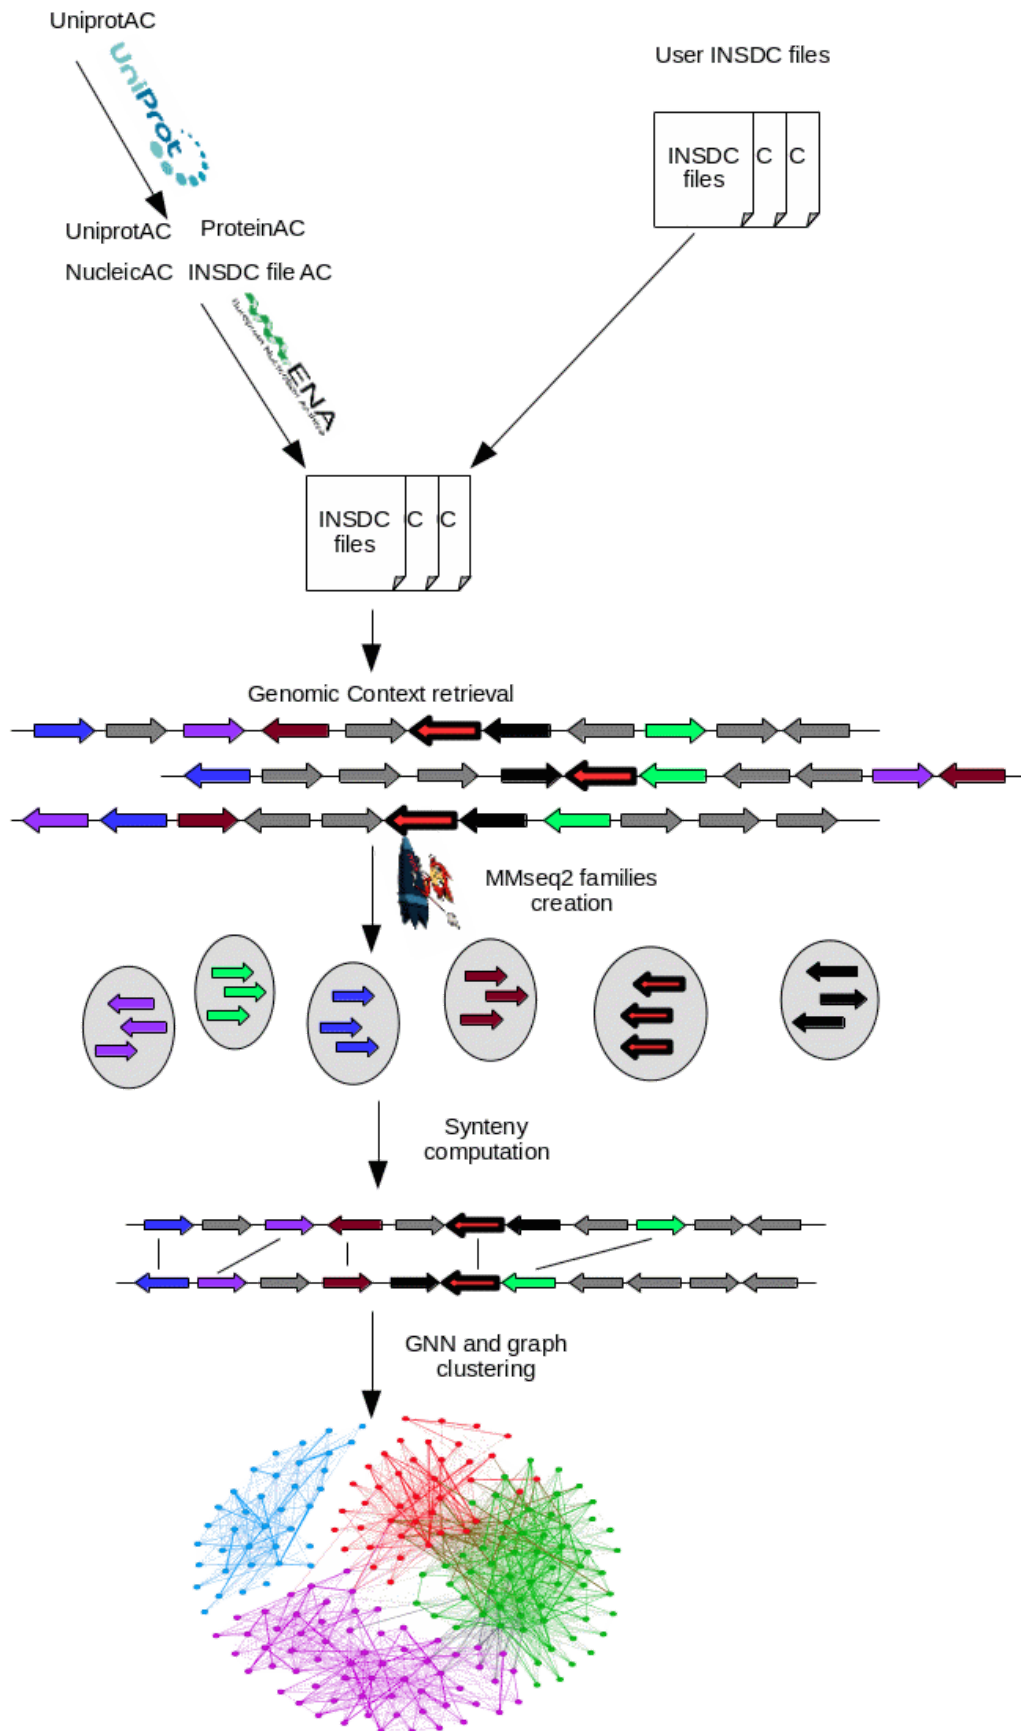 UniprotAC
UniProt
User INSDC files
INSDC C C
files
UniprotAC ProteinAC
NucleicAC INSDC file AC
ENA
INSDC C C
files
Genomic Context retrieval
MMseq2 families
creation
Synteny
computation
GNN and graph
clustering